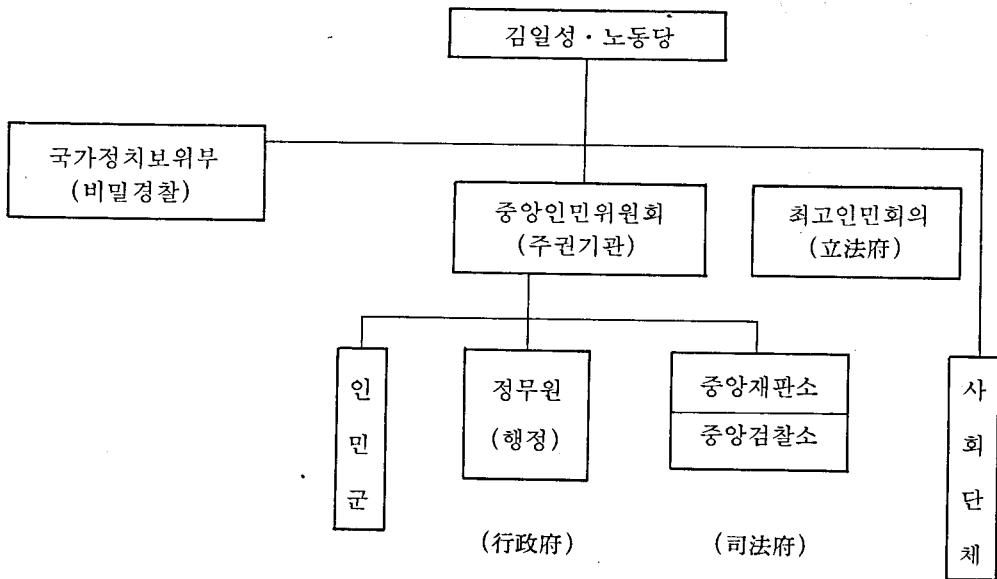 김일성·노동당
국가정치보위부
(비밀경찰)
중앙인민위원회
(주권기관)
최고인민회의
(立法府)
인
민
군
정무원
(행정)
중앙재판소
중앙검찰소
사
회
단
체
(行政府)
(司法府)